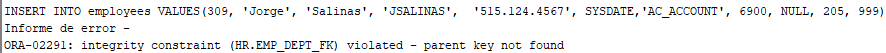 INSERT INTO employees VALUES(309, 'Jorge', 'Salinas', 'JSALINAS',  '515.124.4567', SYSDATE,'AC_ACCOUNT', 6900, NULL, 205, 999)
Informe de error -
ORA-02291: integrity constraint (HR.EMP_DEPT_FK) violated - parent key not found